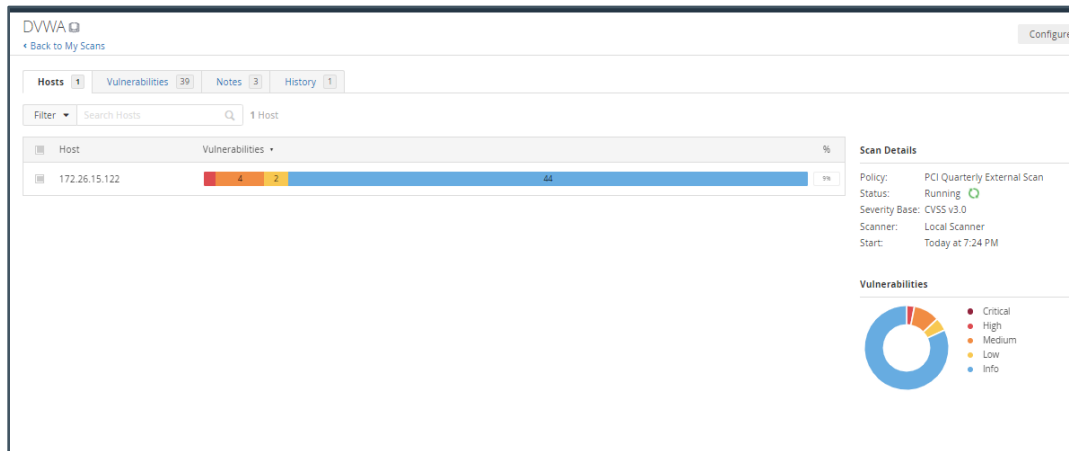 DVWA
Configure
Back to My Scans
Hosts 1 Vulnerabilities 39 Notes 3 History 1
Filter Search Hosts 1 Host
Host Vulnerabilities %
172.26.15.122 4 2 44
Scan Details
Policy: PCI Quarterly External Scan
Status: Running
Severity Base: CVSS v3.0
Scanner: Local Scanner
Start: Today at 7:24 PM
Vulnerabilities
Critical
High
Medium
Low
Info